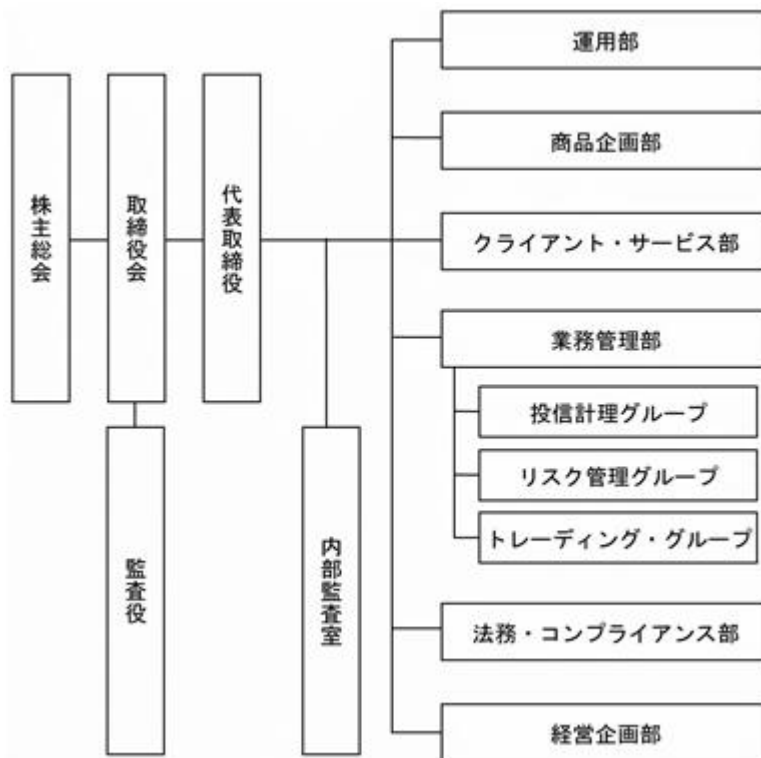 株主総会
取締役会
代表取締役
監査役
内部監査室
運用部
商品企画部
クライアント・サービス部
業務管理部
投信計理グループ
リスク管理グループ
トレーディング・グループ
法務・コンプライアンス部
経営企画部